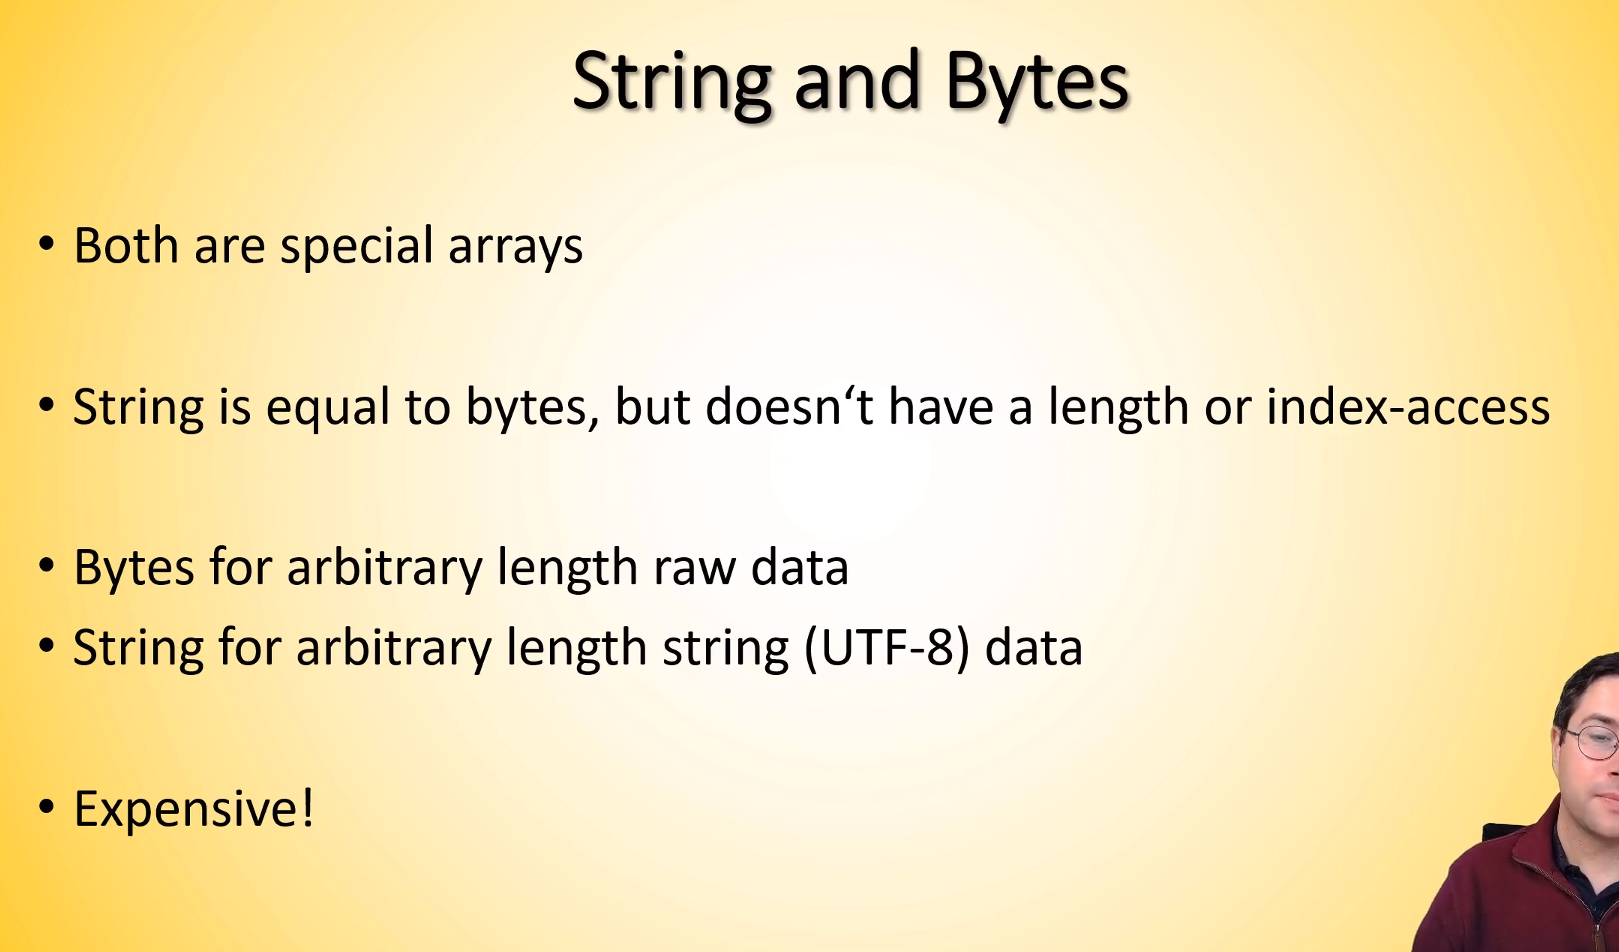 String and Bytes
• Both are special arrays
• String is equal to bytes, but doesn‘t have a length or index-access
• Bytes for arbitrary length raw data
• String for arbitrary length string (UTF-8) data
• Expensive!